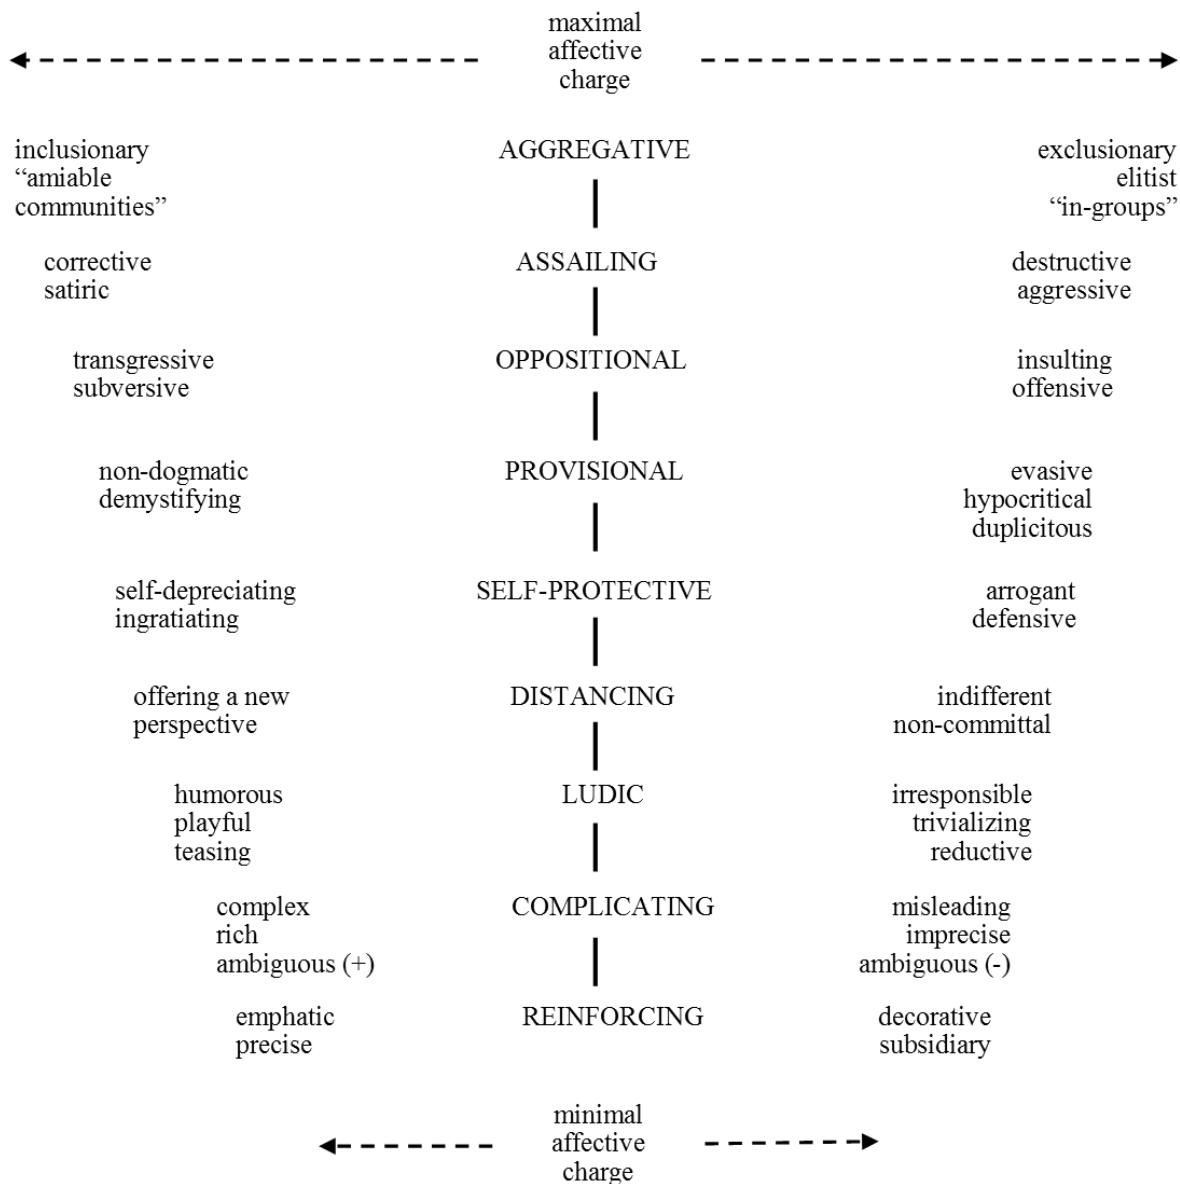 maximal
affective
charge
inclusionary
“amiable
communities”
AGGREGATIVE
exclusionary
elitist
“in-groups”
corrective
satiric
ASSAILING
destructive
aggressive
transgressive
subversive
OPPOSITIONAL
insulting
offensive
non-dogmatic
demystifying
PROVISIONAL
evasive
hypocritical
duplicitous
self-depreciating
ingratiating
SELF-PROTECTIVE
arrogant
defensive
offering a new
perspective
DISTANCING
indifferent
non-committal
humorous
playful
teasing
LUDIC
irresponsible
trivializing
reductive
complex
rich
ambiguous (+)
COMPLICATING
misleading
imprecise
ambiguous (-)
emphatic
precise
REINFORCING
decorative
subsidiary
minimal
affective
charge